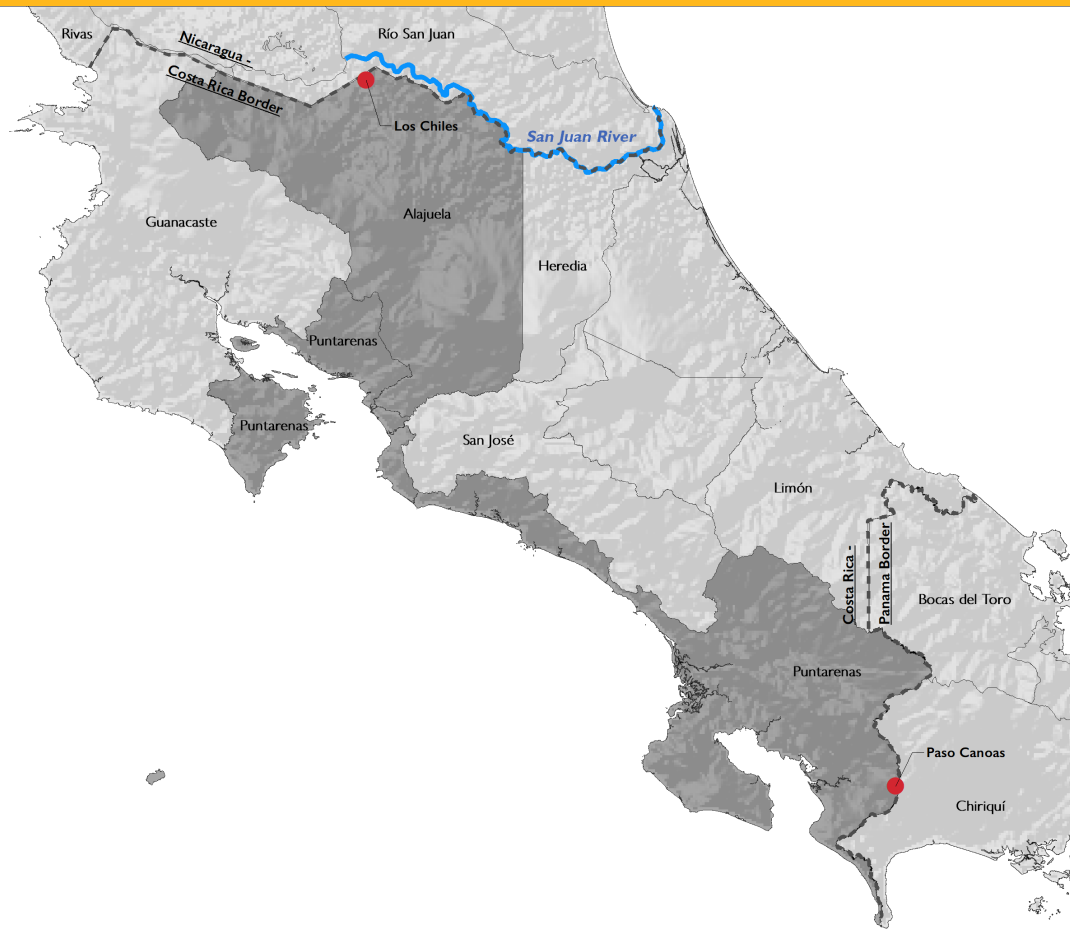 Rivas
Nicaragua -
Costa Rica Border
Río San Juan
Los Chiles
San Juan River
Guanacaste
Alajuela
Heredia
Puntarenas
Puntarenas
San José
Limón
Costa Rica -
Panama Border
Bocas del Toro
Puntarenas
Paso Canoas
Chiriquí